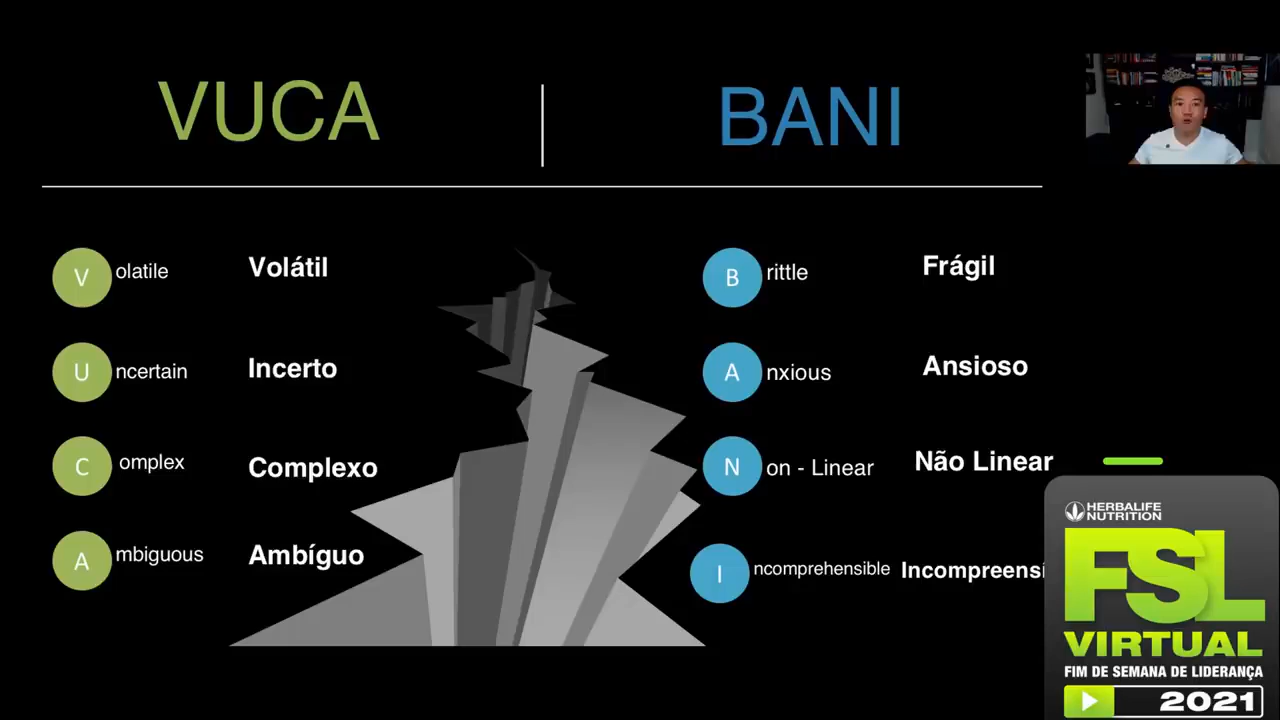 VUCA
BANI
V olatile Volátil
B rittle Frágil
U ncertain Incerto
A nxious Ansioso
C omplex Complexo
N on - Linear Não Linear
A mbiguous Ambíguo
I ncomprehensible Incompreensí
HERBALIFE
NUTRITION
FSL
VIRTUAL
FIM DE SEMANA DE LIDERANÇA
2021